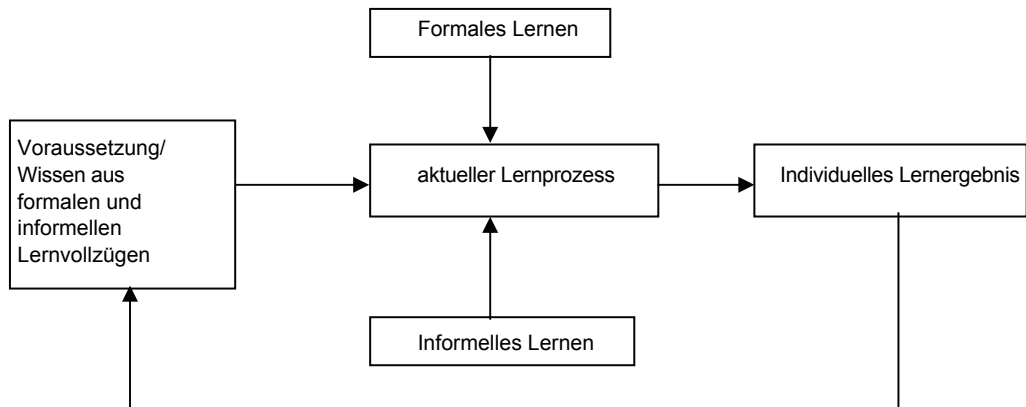 Formales Lernen
Voraussetzung/
Wissen aus
formalen und
informellen
Lernvollzügen
aktueller Lernprozess
Individuelles Lernergebnis
Informelles Lernen